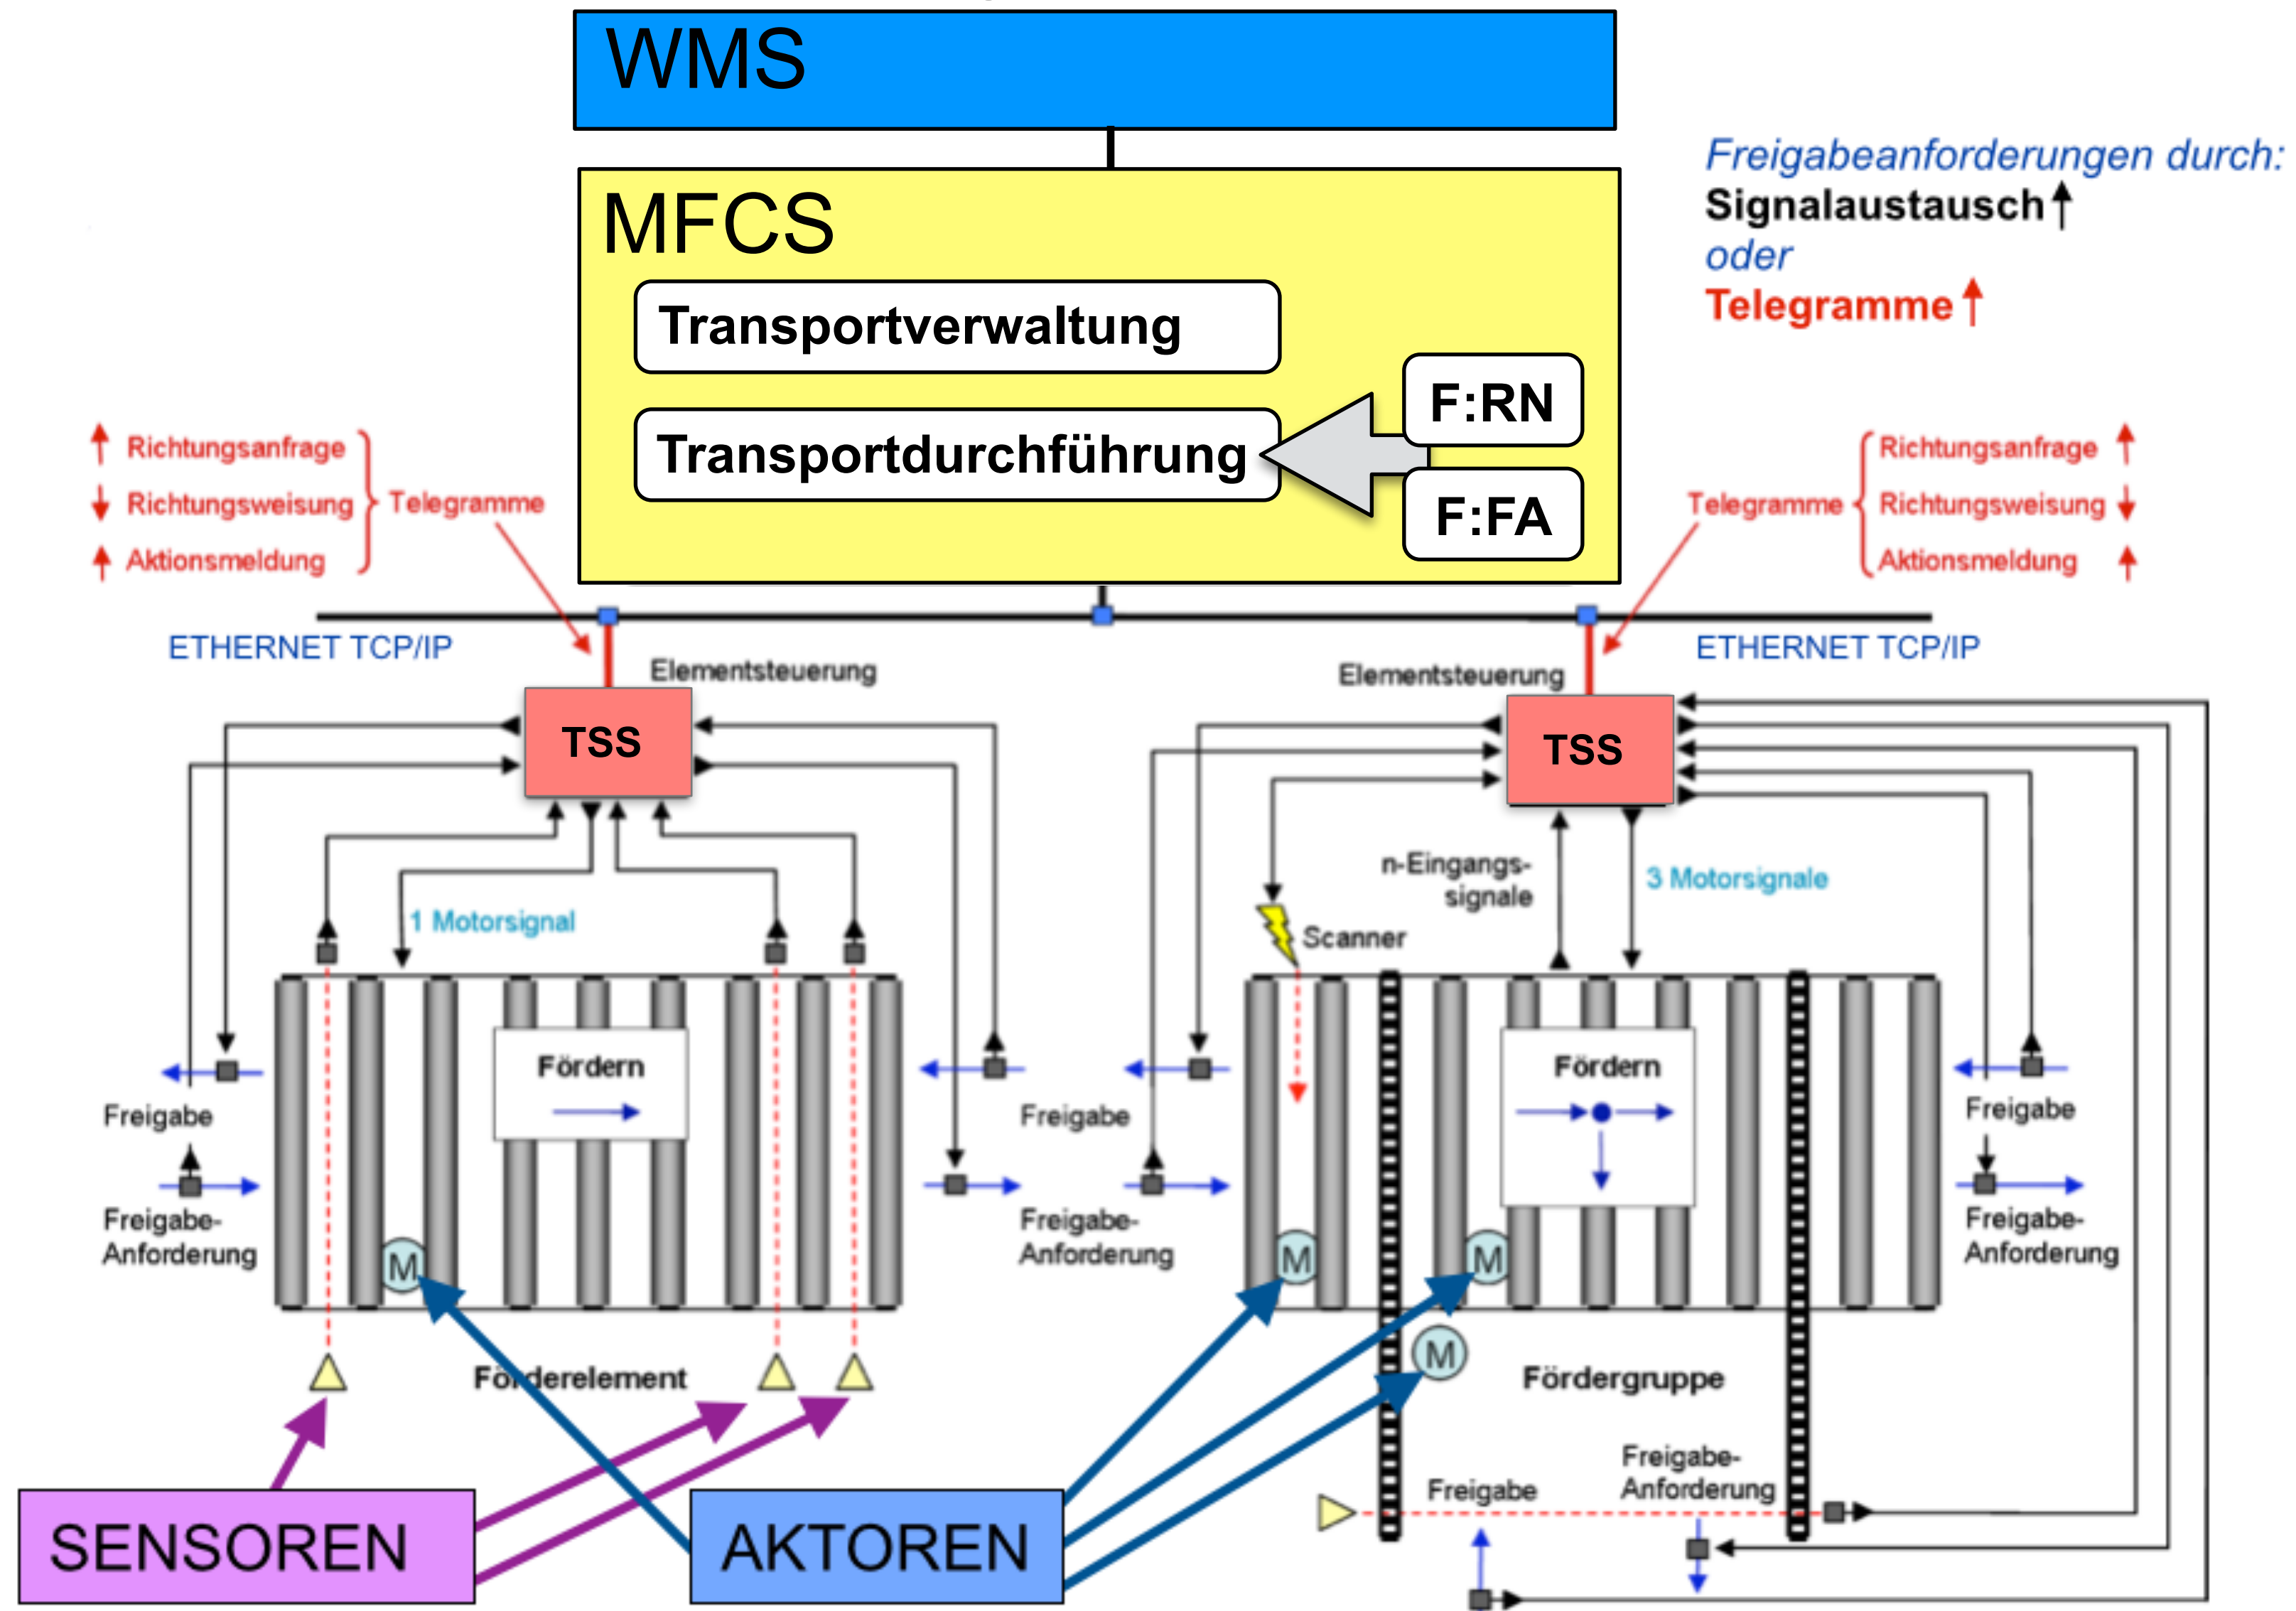 WMS
MFCS
Transportverwaltung
Transportdurchführung
F:RN
F:FA
Freigabeanforderungen durch:
Signalaustausch
oder
Telegramme
Richtungsanfrage
Richtungsweisung
Aktionsmeldung
Telegramme
Telegramme
Richtungsanfrage
Richtungsweisung
Aktionsmeldung
ETHERNET TCP/IP
ETHERNET TCP/IP
Elementsteuerung
Elementsteuerung
TSS
TSS
1 Motorsignal
n-Eingangs-
signale
3 Motorsignale
Scanner
Fördern
Fördern
Freigabe
Freigabe-
Anforderung
Freigabe
Freigabe-
Anforderung
Freigabe
Freigabe-
Anforderung
M
M
M
M
Förderelement
Fördergruppe
Freigabe
Freigabe-
Anforderung
SENSOREN
AKTOREN